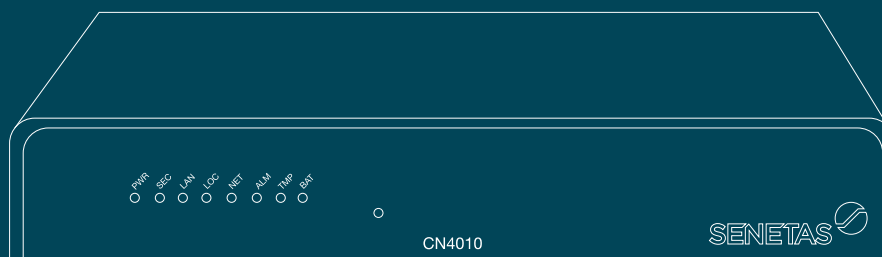 PWR SEC LAN LOC NET ALM TMP BAT
CN4010
SENETAS